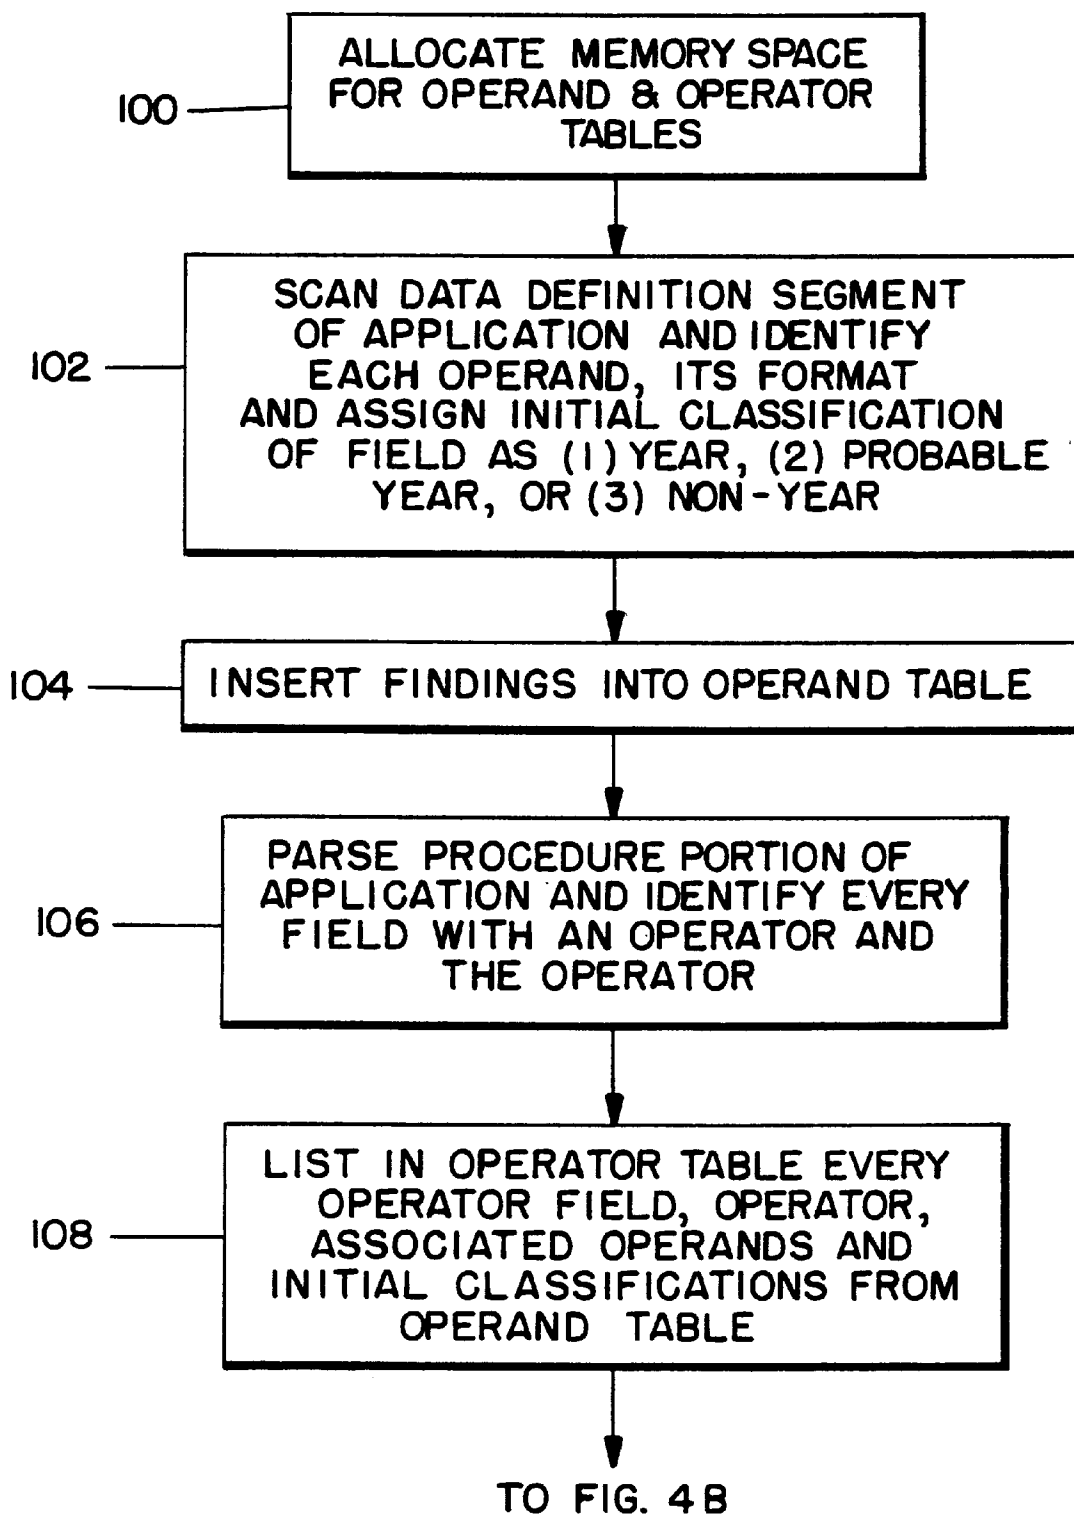 ALLOCATE MEMORY SPACE
FOR OPERAND & OPERATOR
TABLES
100
SCAN DATA DEFINITION SEGMENT
OF APPLICATION AND IDENTIFY
EACH OPERAND, ITS FORMAT
AND ASSIGN INITIAL CLASSIFICATION
OF FIELD AS (1) YEAR, (2) PROBABLE
YEAR, OR (3) NON-YEAR
102
INSERT FINDINGS INTO OPERAND TABLE
104
PARSE PROCEDURE PORTION OF
APPLICATION AND IDENTIFY EVERY
FIELD WITH AN OPERATOR AND
THE OPERATOR
106
LIST IN OPERATOR TABLE EVERY
OPERATOR FIELD, OPERATOR,
ASSOCIATED OPERANDS AND
INITIAL CLASSIFICATIONS FROM
OPERAND TABLE
108
TO FIG. 4B